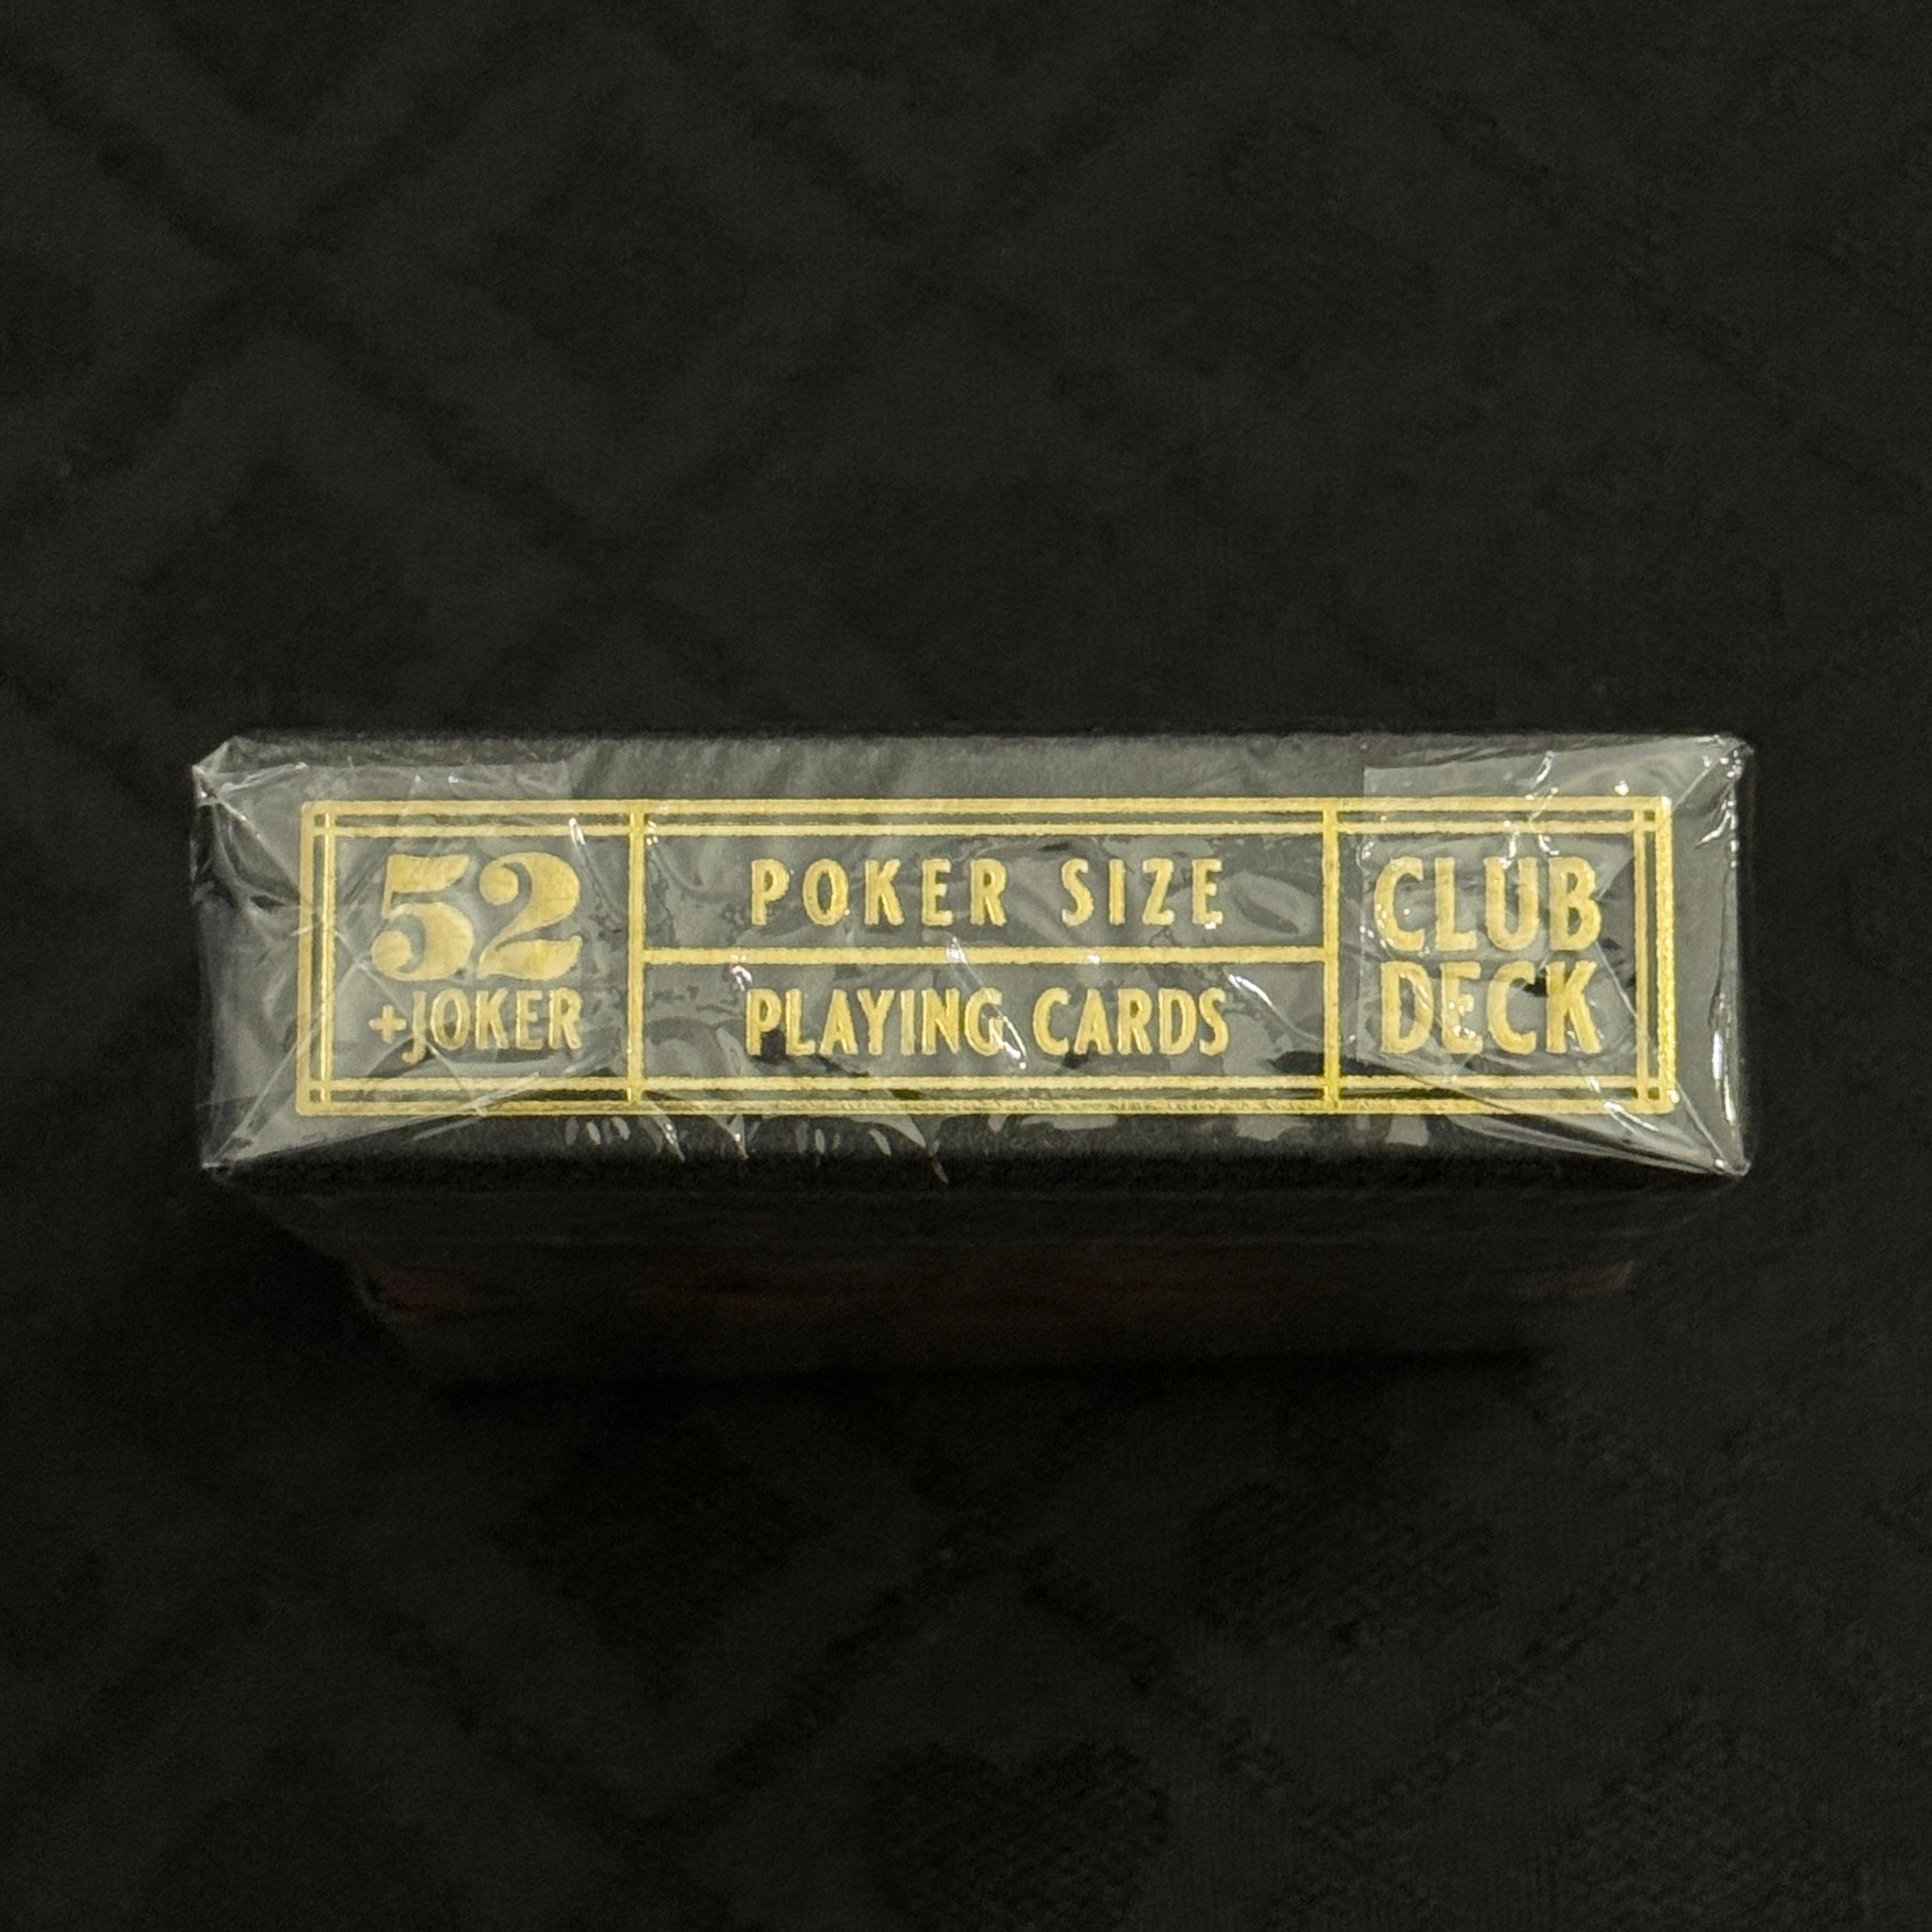 52
+JOKER
POKER SIZE
PLAYING CARDS
CLUB
DECK